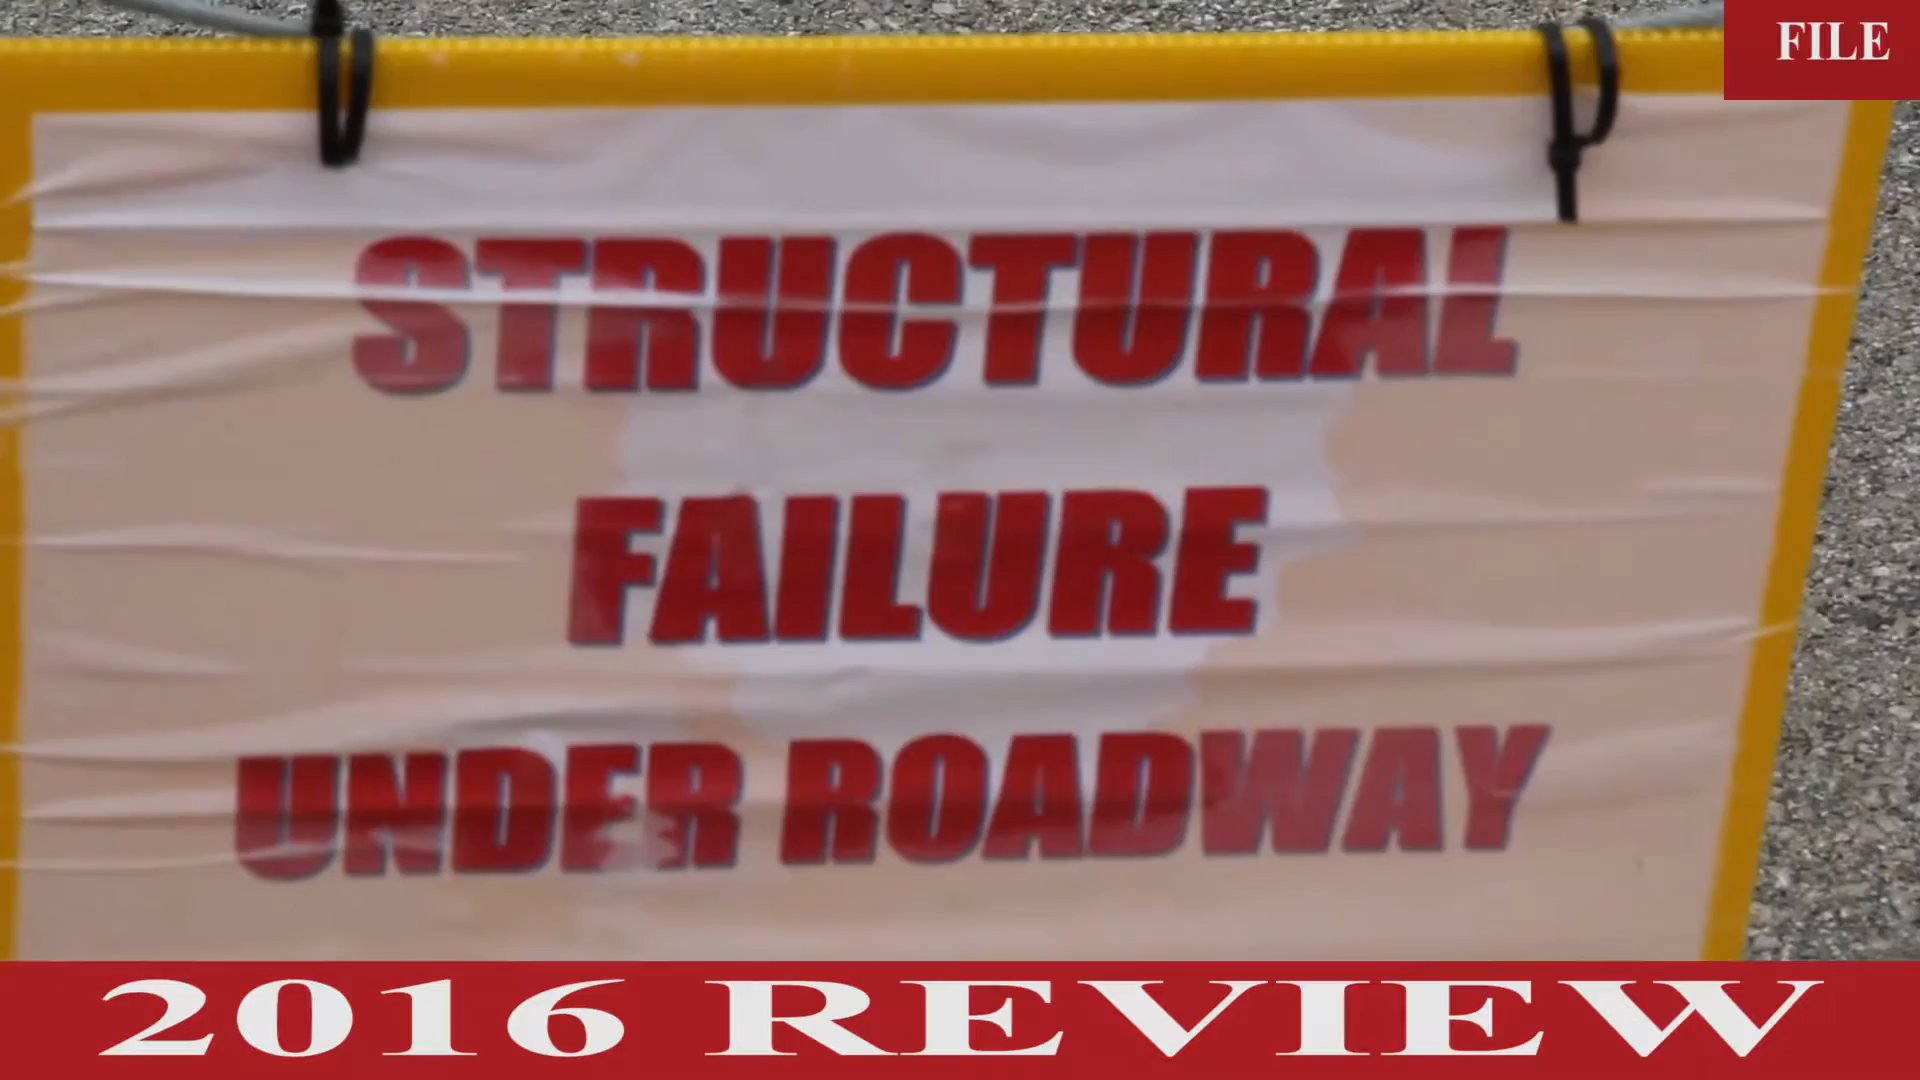 FILE
STRUCTURAL
FAILURE
UNDER ROADWAY
2016 REVIEW